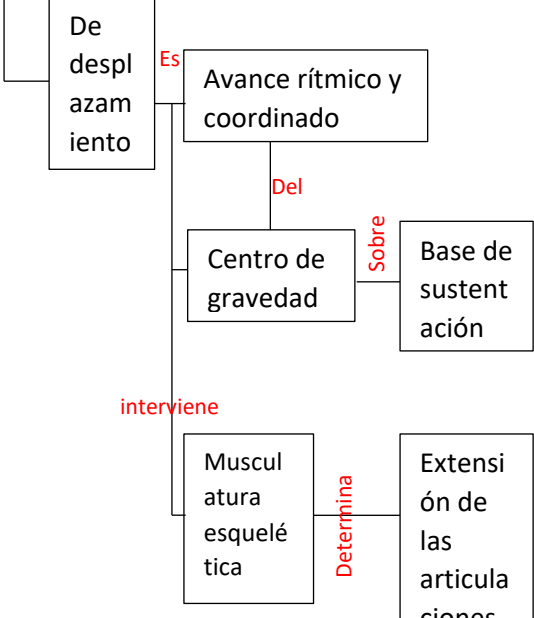 De
despl
azam
iento
Es
Avance rítmico y
coordinado
Del
Centro de
gravedad
Sobre
Base de
sustent
ación
interviene
Muscul
atura
esquelé
tica
Determina
Extensi
ón de
las
articula
ciones